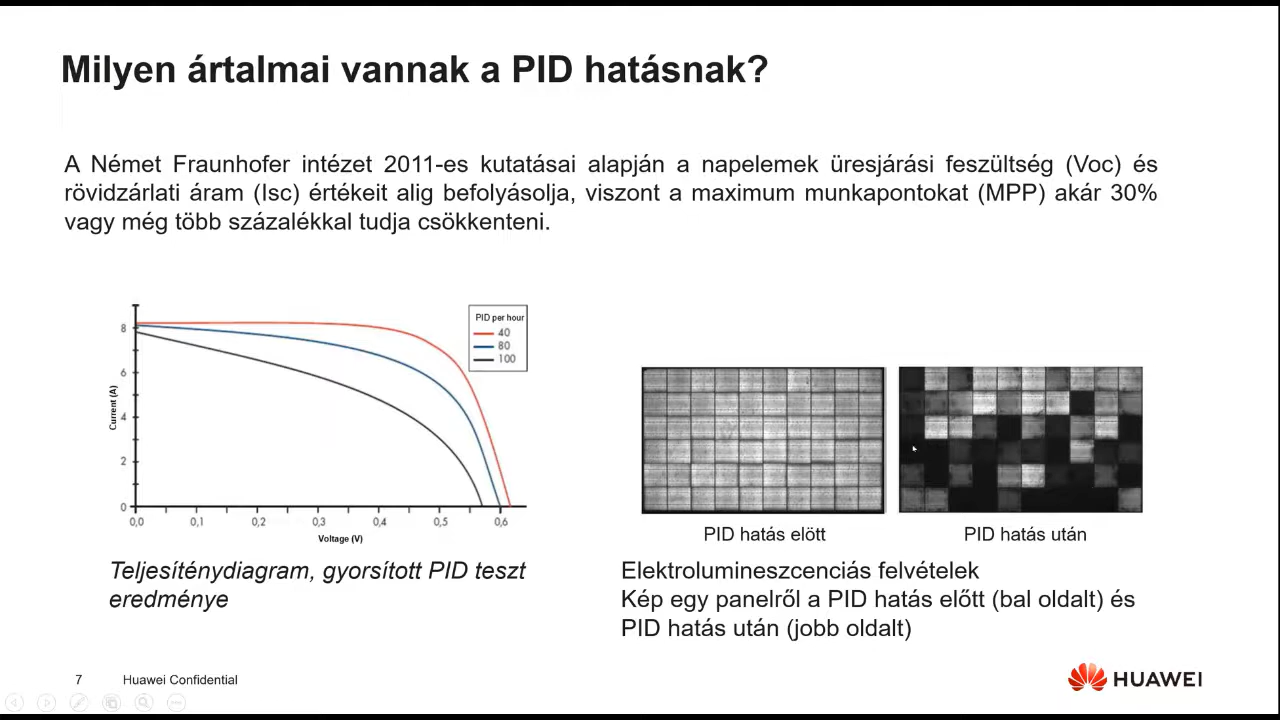 Milyen ártalmai vannak a PID hatásnak?
A Német Fraunhofer intézet 2011-es kutatásai alapján a napelemek üresjárási feszültség (Voc) és
rövidzárlati áram (Isc) értékeit alig befolyásolja, viszont a maximum munkapontokat (MPP) akár 30%
vagy még több százalékkal tudja csökkenteni.
PID per hour
40
80
100
Current (A)
8
6
4
2
0
0,0 0,1 0,2 0,3 0,4 0,5 0,6
Voltage (V)
Teljesíténydiagram, gyorsított PID teszt
eredménye
PID hatás előtt
PID hatás után
Elektrolumineszcenciás felvételek
Kép egy panelről a PID hatás előtt (bal oldalt) és
PID hatás után (jobb oldalt)
7 Huawei Confidential
HUAWEI